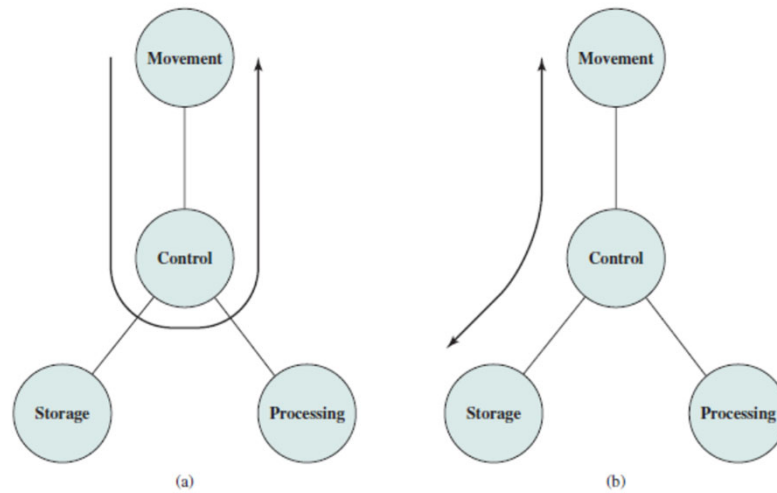 Movement
Control
Storage
Processing
(a)
Movement
Control
Storage
Processing
(b)